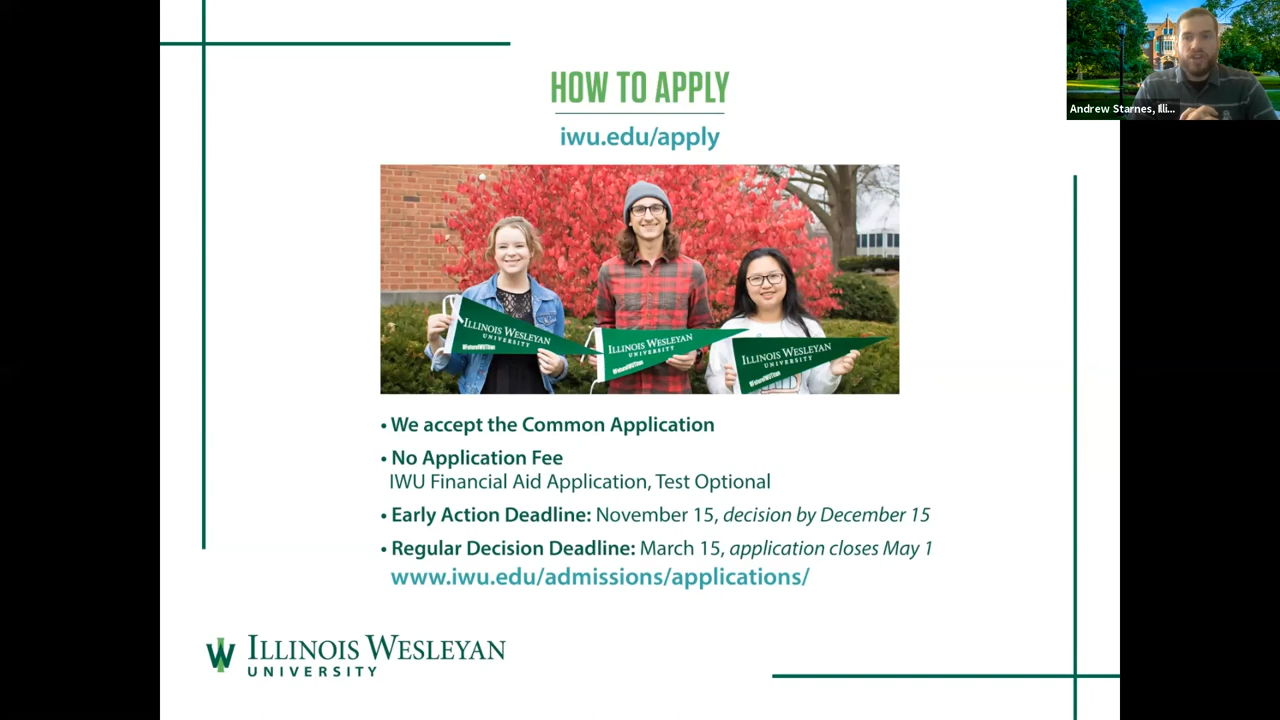 HOW TO APPLY
iwu.edu/apply
Andrew Starnes, Illi...
ILLINOIS WESLEYAN
UNIVERSITY
#FutureIWUTitan
ILLINOIS WESLEYAN
UNIVERSITY
#FutureIWUTitan
ILLINOIS WESLEYAN
UNIVERSITY
#FutureIWUTitan
• We accept the Common Application
• No Application Fee
IWU Financial Aid Application, Test Optional
• Early Action Deadline: November 15, decision by December 15
• Regular Decision Deadline: March 15, application closes May 1
www.iwu.edu/admissions/applications/
ILLINOIS WESLEYAN
UNIVERSITY